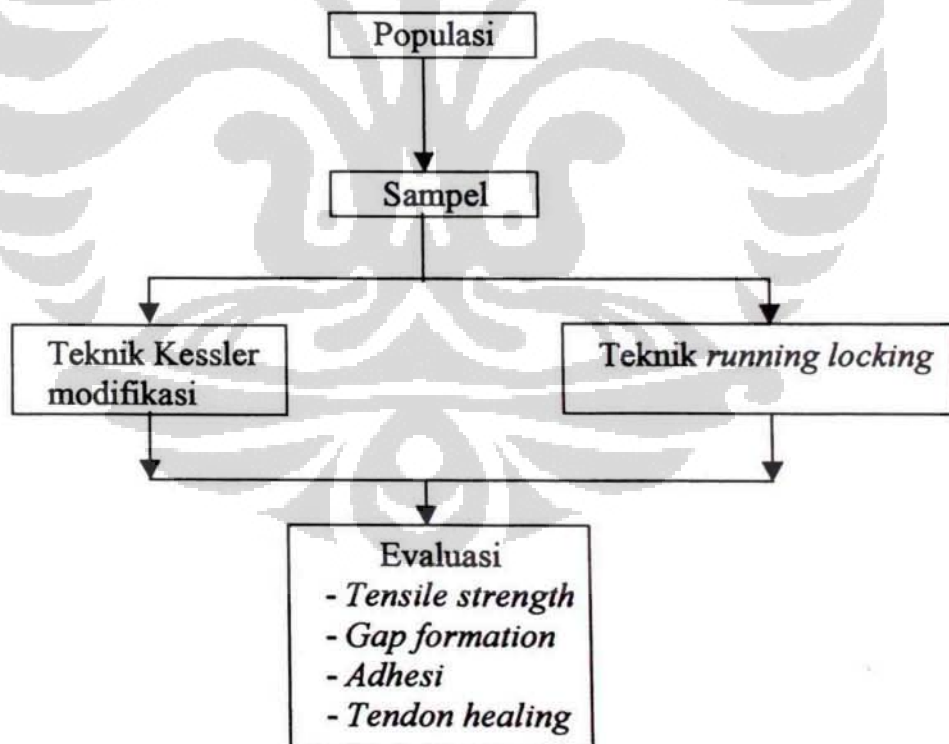 Populasi
Sampel
Teknik Kessler
modifikasi
Teknik running locking
Evaluasi
- Tensile strength
- Gap formation
- Adhesi
- Tendon healing